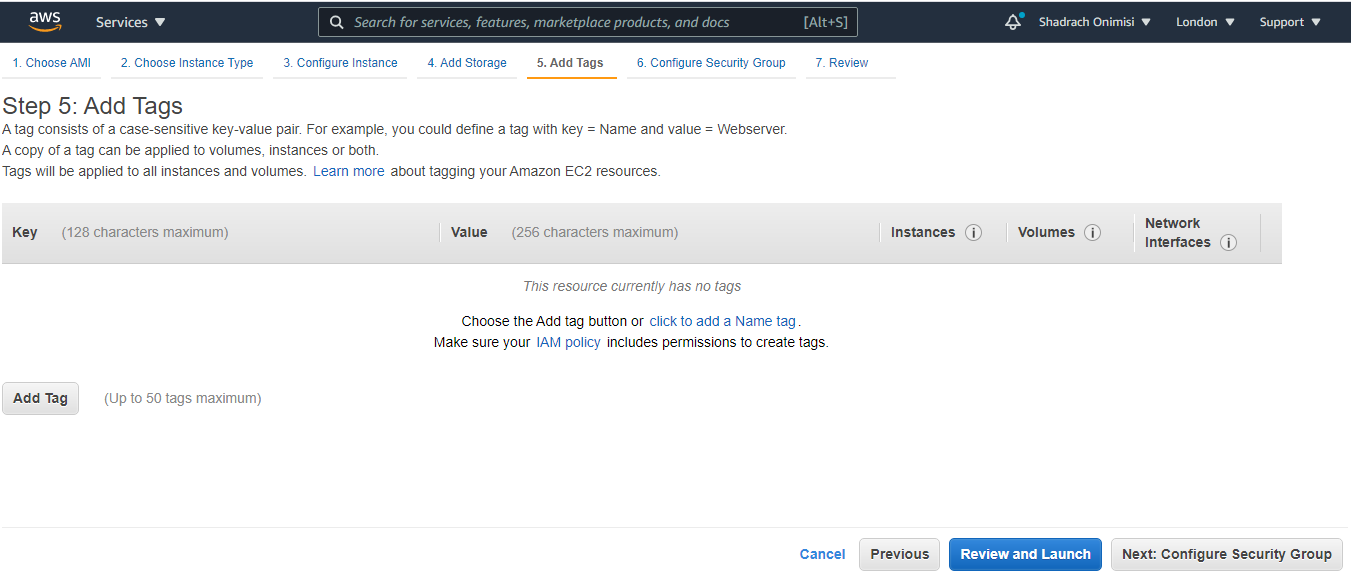 aws Services Search for services, features, marketplace products, and docs [Alt+S] Shadrach Onimisi London Support
1. Choose AMI 2. Choose Instance Type 3. Configure Instance 4. Add Storage 5. Add Tags 6. Configure Security Group 7. Review
Step 5: Add Tags
A tag consists of a case-sensitive key-value pair. For example, you could define a tag with key = Name and value = Webserver.
A copy of a tag can be applied to volumes, instances or both.
Tags will be applied to all instances and volumes. Learn more about tagging your Amazon EC2 resources.
Key (128 characters maximum) Value (256 characters maximum) Instances i Volumes i Network
Interfaces i
This resource currently has no tags
Choose the Add tag button or click to add a Name tag.
Make sure your IAM policy includes permissions to create tags.
Add Tag (Up to 50 tags maximum)
Cancel Previous Review and Launch Next: Configure Security Group